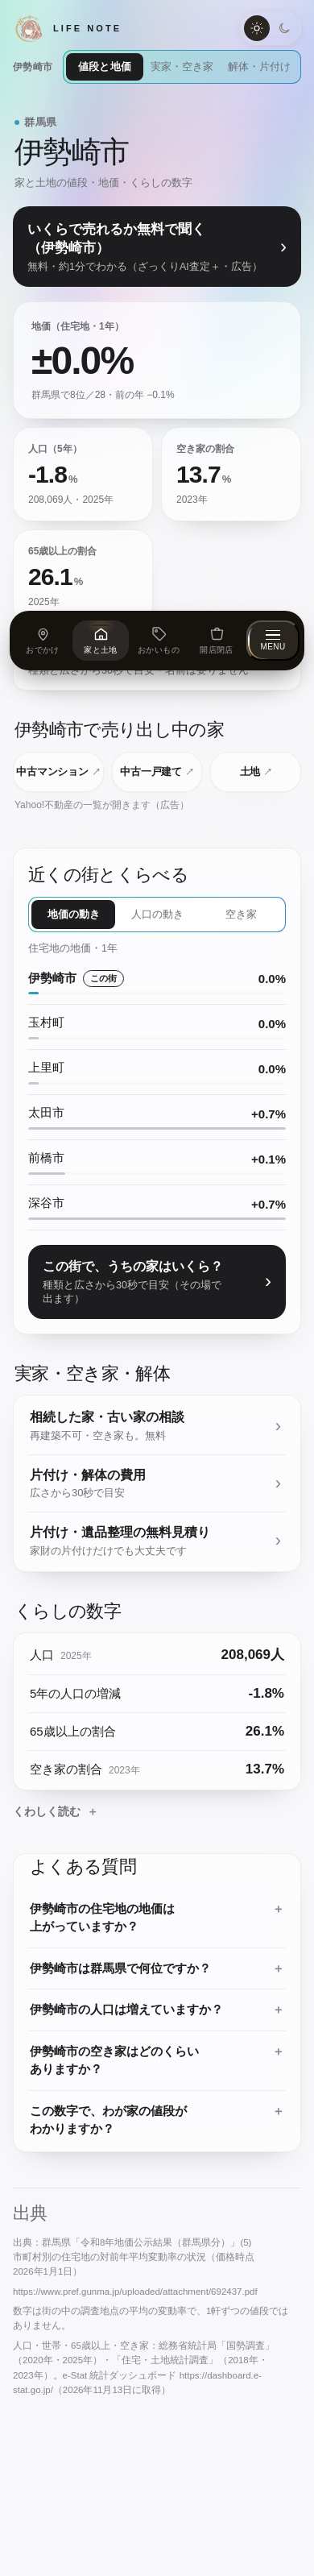 LIFE NOTE
伊勢崎市
値段と地価
実家・空き家
解体・片付け
群馬県
伊勢崎市
家と土地の値段・地価・くらしの数字
いくらで売れるか無料で聞く
（伊勢崎市）
無料・約1分でわかる（ざっくりAI査定＋・広告）
›
地価（住宅地・1年）
±0.0%
群馬県で8位／28・前の年 −0.1%
人口（5年）
-1.8%
208,069人・2025年
空き家の割合
13.7%
2023年
65歳以上の割合
26.1%
2025年
おでかけ
家と土地
おかいもの
開店閉店
MENU
伊勢崎市で売り出し中の家
中古マンション ↗
中古一戸建て ↗
土地 ↗
Yahoo!不動産の一覧が開きます（広告）
近くの街とくらべる
地価の動き
人口の動き
空き家
住宅地の地価・1年
伊勢崎市 この街 0.0%
玉村町 0.0%
上里町 0.0%
太田市 +0.7%
前橋市 +0.1%
深谷市 +0.7%
この街で、うちの家はいくら？
種類と広さから30秒で目安（その場で
出ます）
›
実家・空き家・解体
相続した家・古い家の相談
再建築不可・空き家も。無料
›
片付け・解体の費用
広さから30秒で目安
›
片付け・遺品整理の無料見積り
家財の片付けだけでも大丈夫です
›
くらしの数字
人口 2025年 208,069人
5年の人口の増減 -1.8%
65歳以上の割合 26.1%
空き家の割合 2023年 13.7%
くわしく読む ＋
よくある質問
伊勢崎市の住宅地の地価は
上がっていますか？
+
伊勢崎市は群馬県で何位ですか？ +
伊勢崎市の人口は増えていますか？ +
伊勢崎市の空き家はどのくらい
ありますか？
+
この数字で、わが家の値段が
わかりますか？
+
出典
出典：群馬県「令和8年地価公示結果（群馬県分）」(5)
市町村別の住宅地の対前年平均変動率の状況（価格時点
2026年1月1日）
https://www.pref.gunma.jp/uploaded/attachment/692437.pdf
数字は街の中の調査地点の平均の変動率で、1軒ずつの値段では
ありません。
人口・世帯・65歳以上・空き家：総務省統計局「国勢調査」
（2020年・2025年）・「住宅・土地統計調査」（2018年・
2023年）。e-Stat 統計ダッシュボード https://dashboard.e-
stat.go.jp/（2026年11月13日に取得）